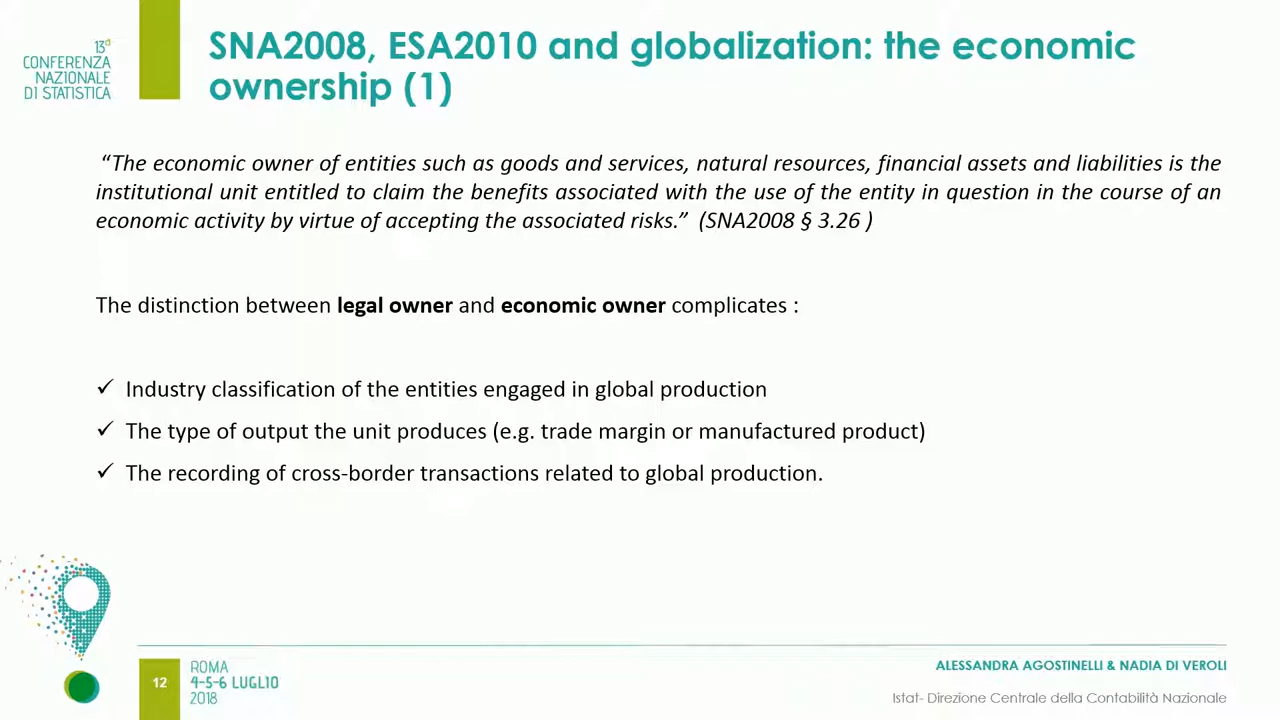 13a
CONFERENZA
NAZIONALE
DI STATISTICA
SNA2008, ESA2010 and globalization: the economic
ownership (1)
“The economic owner of entities such as goods and services, natural resources, financial assets and liabilities is the
institutional unit entitled to claim the benefits associated with the use of the entity in question in the course of an
economic activity by virtue of accepting the associated risks.” (SNA2008 § 3.26 )
The distinction between legal owner and economic owner complicates :
✓ Industry classification of the entities engaged in global production
✓ The type of output the unit produces (e.g. trade margin or manufactured product)
✓ The recording of cross-border transactions related to global production.
12
ROMA
4-5-6 LUGLIO
2018
ALESSANDRA AGOSTINELLI & NADIA DI VEROLI
Istat- Direzione Centrale della Contabilità Nazionale